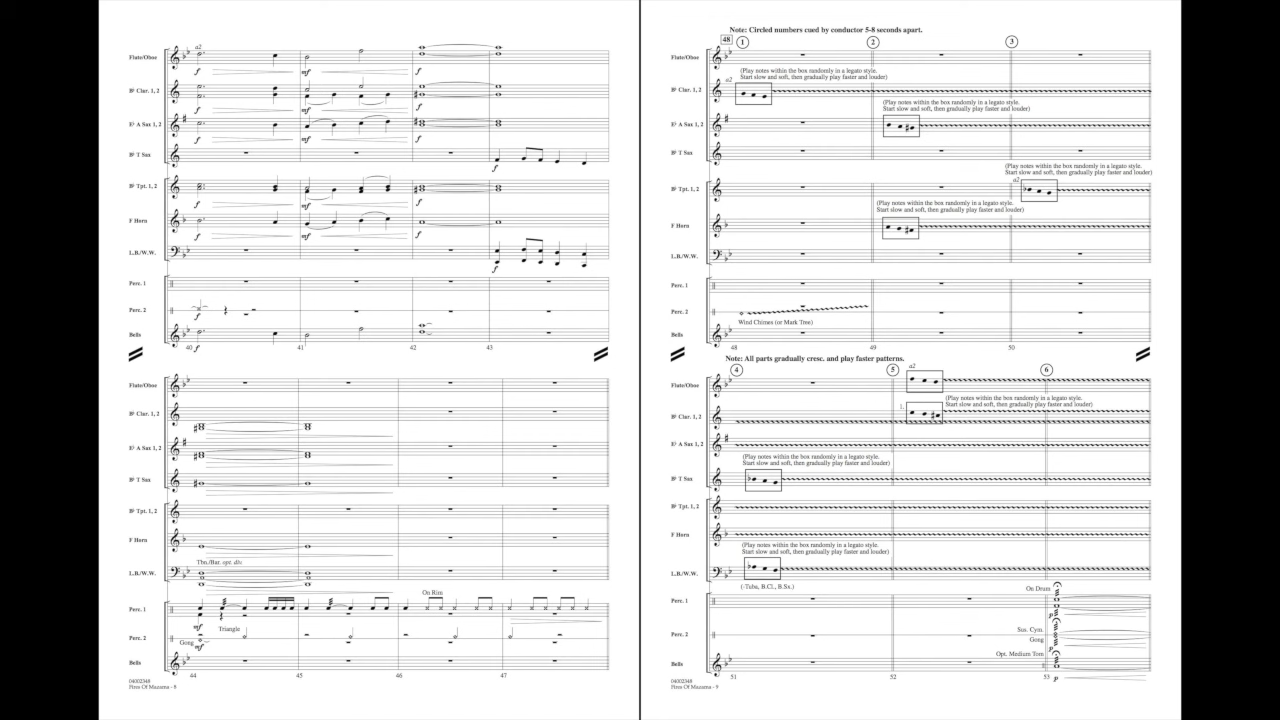 Flute/Oboe
a2
f
mf
f
B♭ Clar. 1, 2
f
mf
f
E♭ A Sax 1, 2
f
mf
f
B♭ T Sax
f
B♭ Tpt. 1, 2
f
mf
f
F Horn
f
mf
f
L.B./W.W.
f
Perc. 1
Perc. 2
Bells
40
f
41
42
43
Flute/Oboe
B♭ Clar. 1, 2
E♭ A Sax 1, 2
B♭ T Sax
B♭ Tpt. 1, 2
F Horn
Tbn./Bar. opt. div.
L.B./W.W.
On Rim
Perc. 1
mf
Triangle
Perc. 2
Gong
mf
Bells
44
45
46
47
04002348
Fires Of Mazama - 9
Note: Circled numbers cued by conductor 5-8 seconds apart.
48
1
2
3
Flute/Oboe
(Play notes within the box randomly in a legato style.
Start slow and soft, then gradually play faster and louder)
a2
B♭ Clar. 1, 2
(Play notes within the box randomly in a legato style.
Start slow and soft, then gradually play faster and louder)
E♭ A Sax 1, 2
B♭ T Sax
(Play notes within the box randomly in a legato style.
Start slow and soft, then gradually play faster and louder)
a2
B♭ Tpt. 1, 2
(Play notes within the box randomly in a legato style.
Start slow and soft, then gradually play faster and louder)
F Horn
L.B./W.W.
Perc. 1
Perc. 2
Wind Chimes (or Mark Tree)
Bells
48
49
50
Note: All parts gradually cresc. and play faster patterns.
4
5
a2
6
Flute/Oboe
(Play notes within the box randomly in a legato style.
Start slow and soft, then gradually play faster and louder)
1.
B♭ Clar. 1, 2
E♭ A Sax 1, 2
(Play notes within the box randomly in a legato style.
Start slow and soft, then gradually play faster and louder)
B♭ T Sax
B♭ Tpt. 1, 2
F Horn
(Play notes within the box randomly in a legato style.
Start slow and soft, then gradually play faster and louder)
L.B./W.W.
(-Tuba, B.Cl., B.Sx.)
On Drum
Perc. 1
p
Sus. Cym.
Perc. 2
Gong
p
Opt. Medium Tom
Bells
p
51
52
53
04002348
Fires Of Mazama - 9